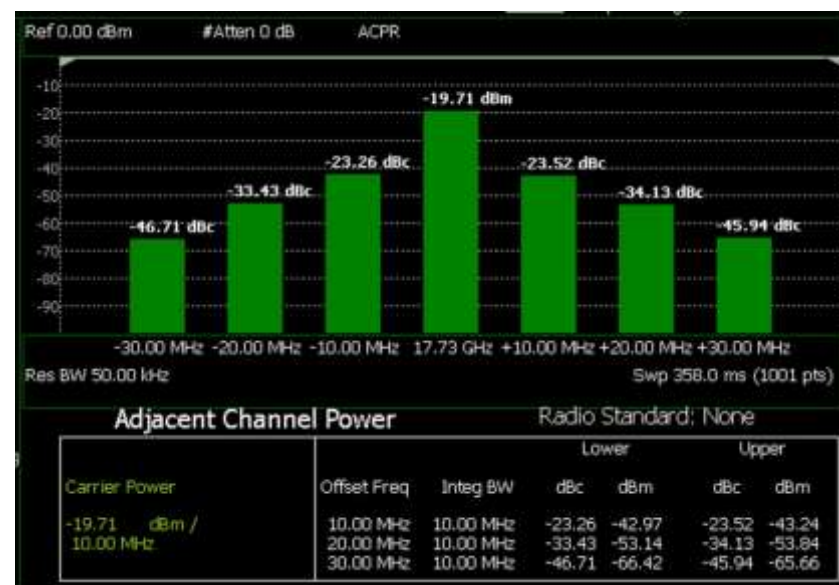 Ref 0.00 dBm #Atten 0 dB ACPR
-10
-19.71 dBm
-20
-30
-23.26 dBc -23.52 dBc
-40
-33.43 dBc -34.13 dBc
-50
-46.71 dBc -45.94 dBc
-60
-70
-80
-90
-30.00 MHz -20.00 MHz -10.00 MHz 17.73 GHz +10.00 MHz +20.00 MHz +30.00 MHz
Res BW 50.00 kHz Swp 358.0 ms (1001 pts)
Adjacent Channel Power Radio Standard: None
Lower Upper
Carrier Power Offset Freq Integ BW dBc dBm dBc dBm
-19.71 dBm / 10.00 MHz 10.00 MHz -23.26 -42.97 -23.52 -43.24
10.00 MHz 20.00 MHz 10.00 MHz -33.43 -53.14 -34.13 -53.84
30.00 MHz 10.00 MHz -46.71 -66.42 -45.94 -65.66